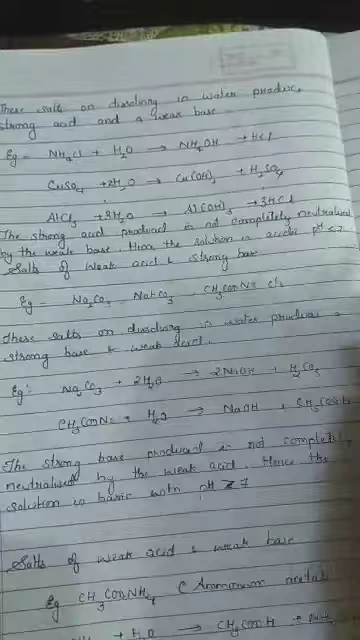 These salts on dissolving in water produce
strong acid and a weak base
Eg - NH4Cl + H2O → NH4OH + HCl
CuSO4 + 2H2O → Cu(OH)2 + H2SO4
AlCl3 + 3H2O → Al(OH)3 + 3HCl
The strong acid produced is not completely neutralised
by the weak base. Hence the solution is acidic pH < 7
Salts of weak acid & strong base
Eg - Na2CO3 - NaHCO3 - CH3COONa etc
These salts on dissolving in water produce a
strong base & weak acid.
Eg: Na2CO3 + 2H2O → 2NaOH + H2CO3
CH3COONa + H2O → NaOH + CH3COOH
The strong base produced is not completely
neutralised by the weak acid. Hence the
solution is basic with pH > 7
Salts of weak acid & weak base
Eg CH3COONH4 ( Ammonium acetate
+ H2O → CH3COOH +